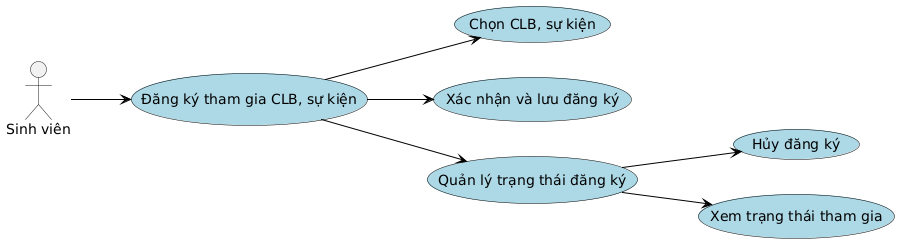 Chọn CLB, sự kiện
Sinh viên
Đăng ký tham gia CLB, sự kiện
Xác nhận và lưu đăng ký
Quản lý trạng thái đăng ký
Hủy đăng ký
Xem trạng thái tham gia